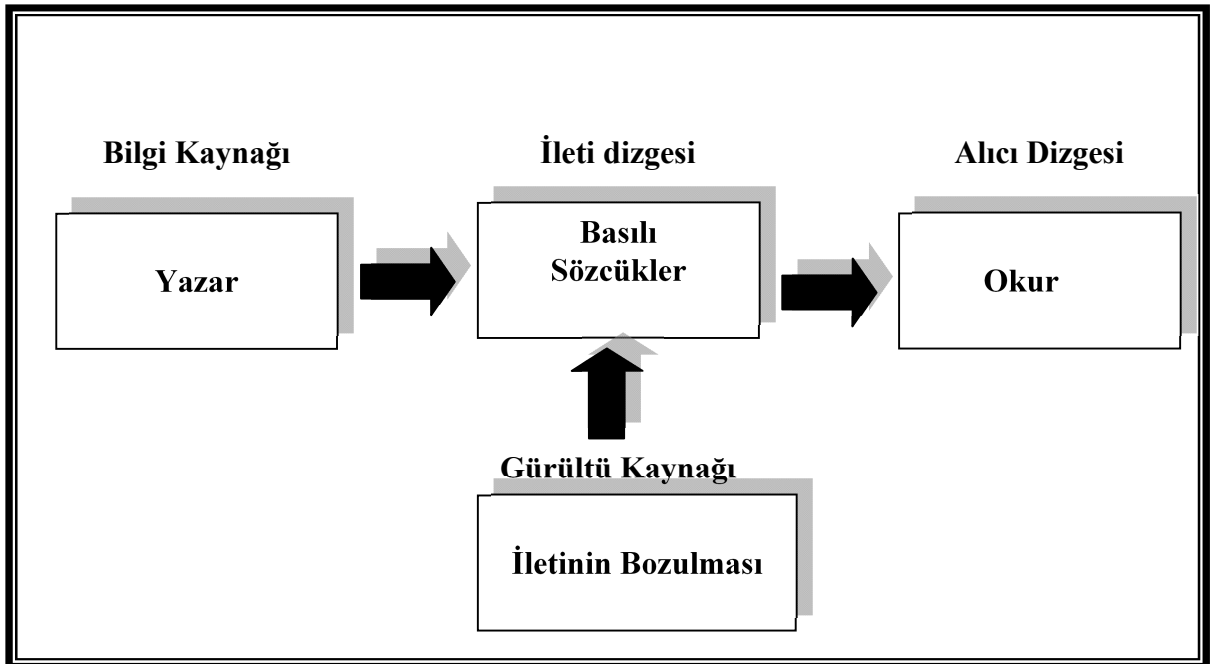 Bilgi Kaynağı
İleti dizgesi
Alıcı Dizgesi
Yazar
Basılı
Sözcükler
Okur
Gürültü Kaynağı
İletinin Bozulması